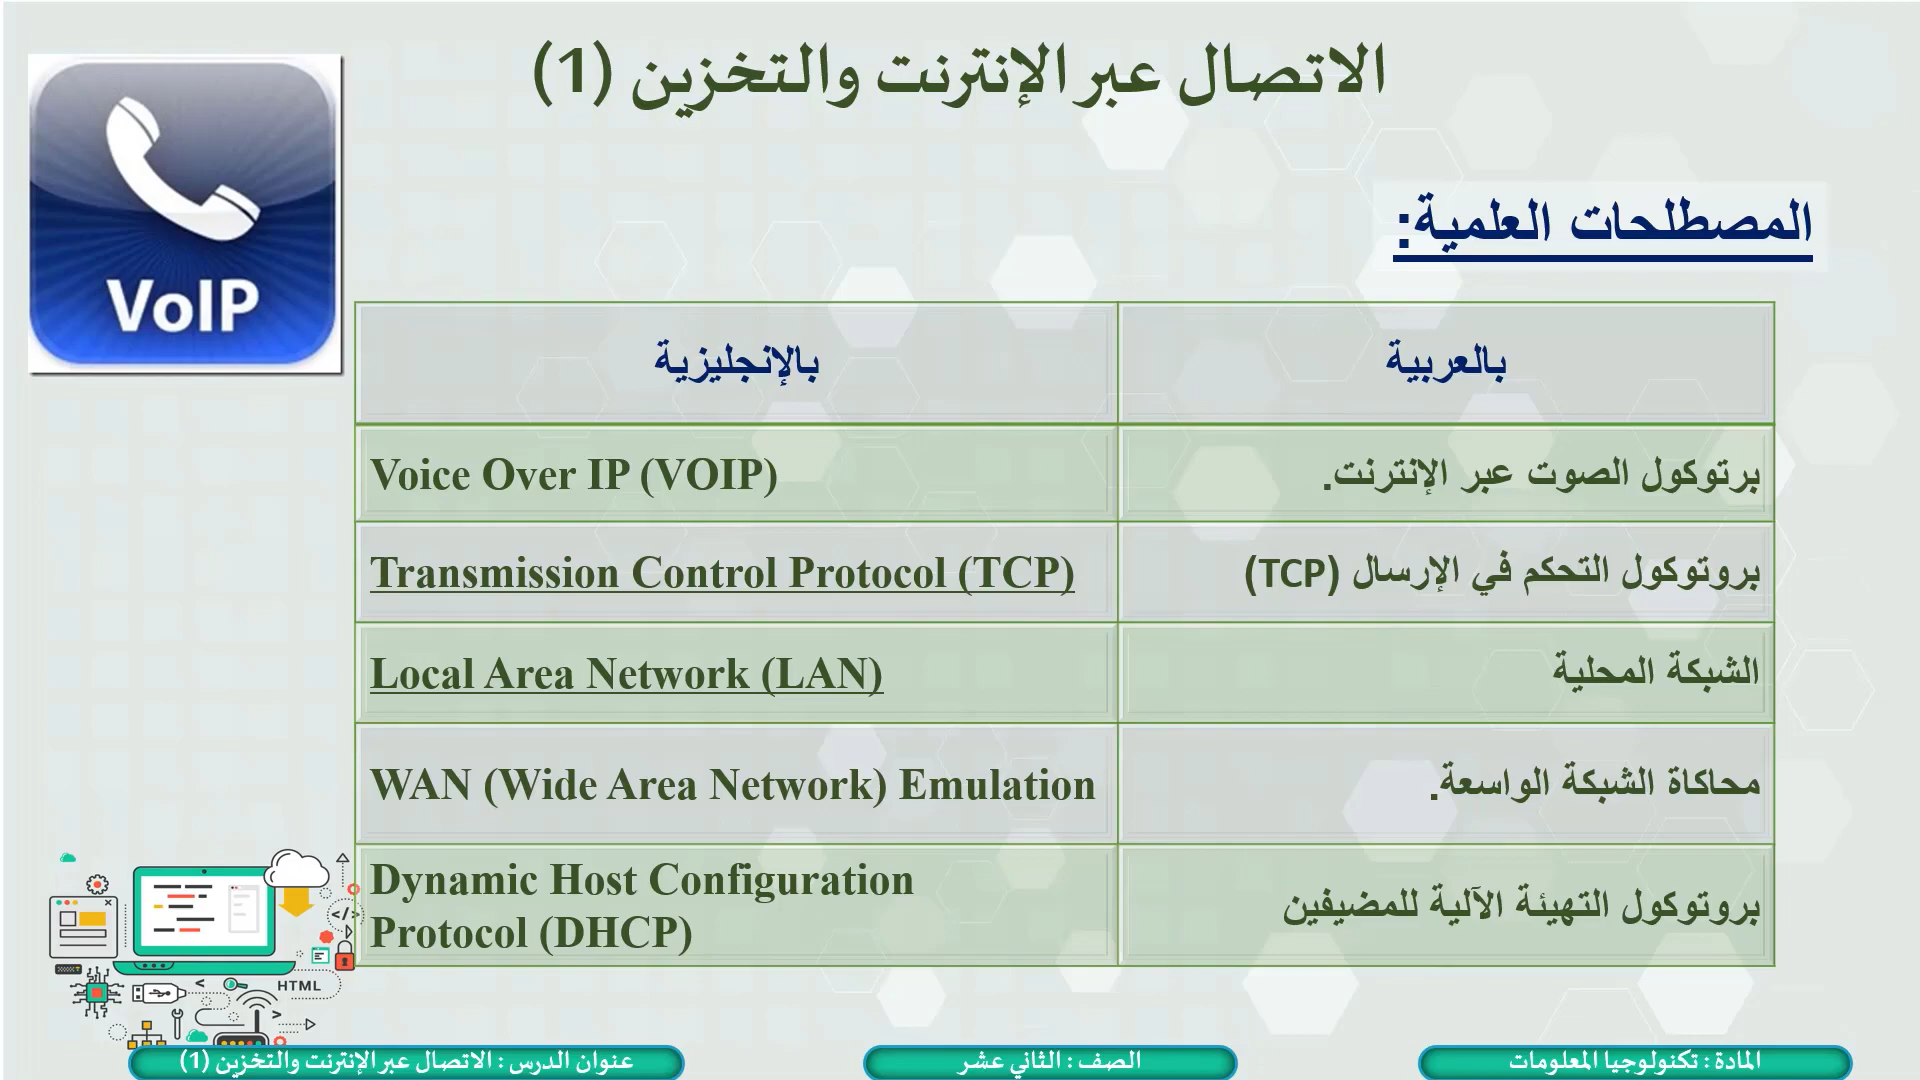 الاتصال عبر الإنترنت والتخزين (1)
VoIP
المصطلحات العلمية:
بالعربية
بالإنجليزية
برتوكول الصوت عبر الإنترنت.
Voice Over IP (VOIP)
بروتوكول التحكم في الإرسال (TCP)
Transmission Control Protocol (TCP)
الشبكة المحلية
Local Area Network (LAN)
محاكاة الشبكة الواسعة.
WAN (Wide Area Network) Emulation
بروتوكول التهيئة الآلية للمضيفين
Dynamic Host Configuration
Protocol (DHCP)
</>
HTML
المادة : تكنولوجيا المعلومات
الصف : الثاني عشر
عنوان الدرس : الاتصال عبر الإنترنت والتخزين (1)